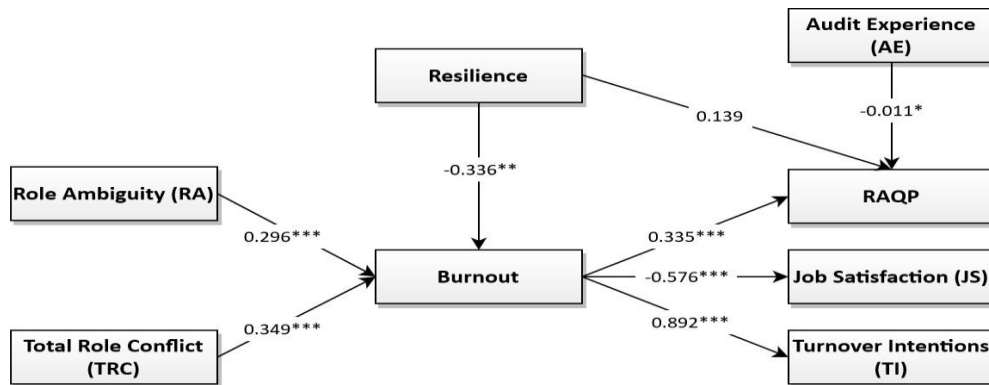 Audit Experience
(AE)
Resilience
0.139
-0.011*
-0.336**
Role Ambiguity (RA)
RAQP
0.296***
0.335***
Burnout
-0.576***
Job Satisfaction (JS)
0.349***
0.892***
Total Role Conflict
(TRC)
Turnover Intentions
(TI)